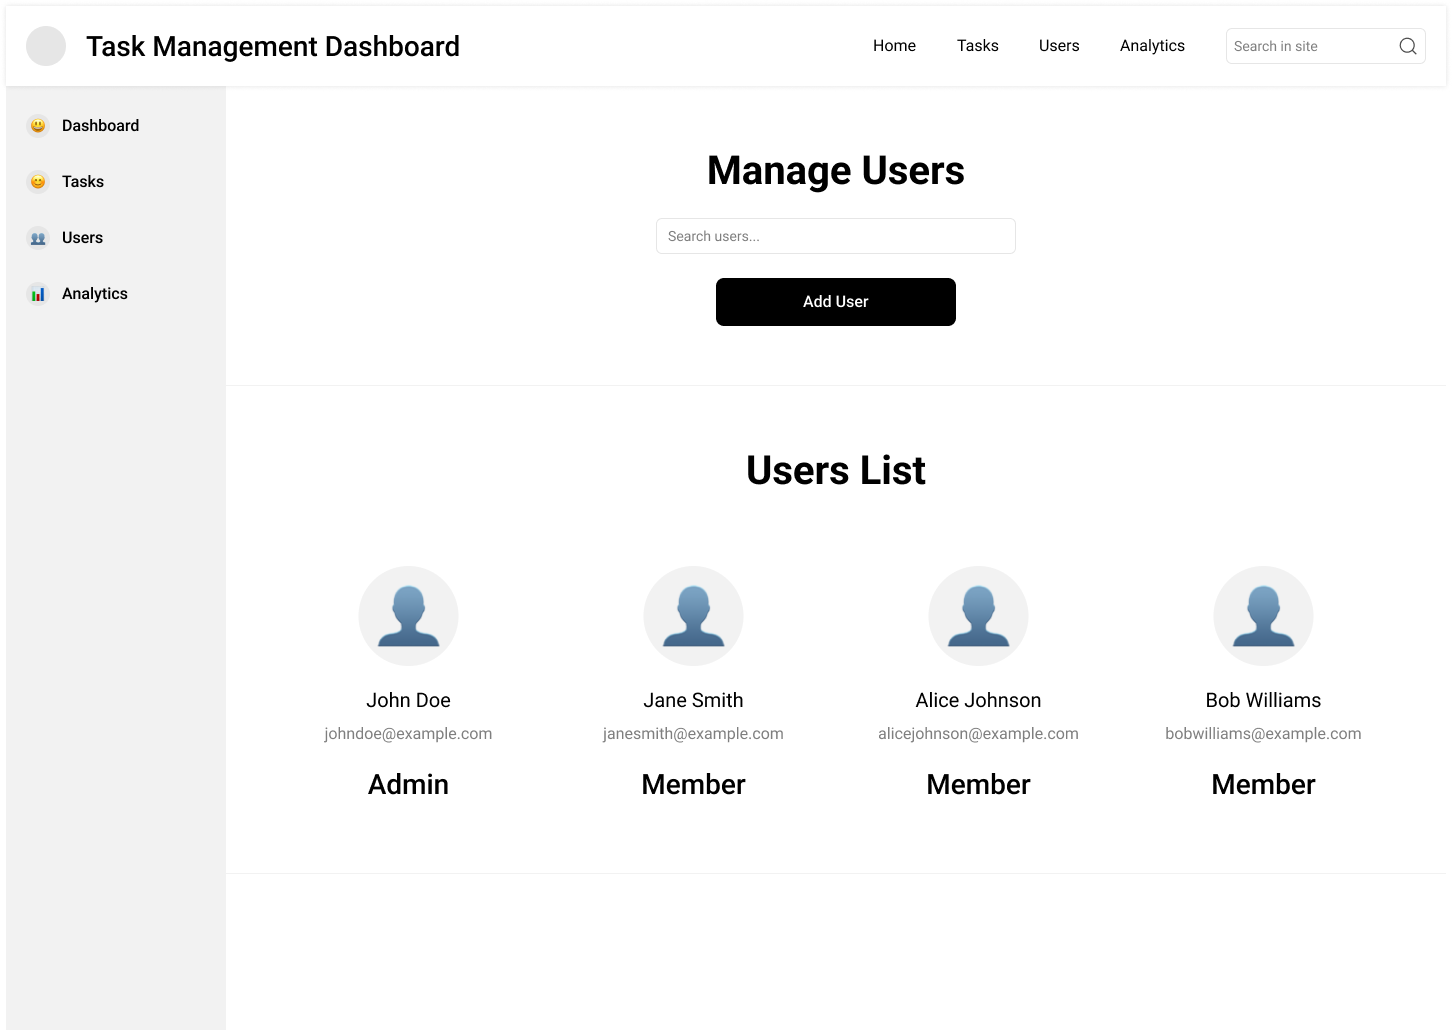 Task Management Dashboard
Home Tasks Users Analytics Search in site
Dashboard
Tasks
Users
Analytics
Manage Users
Search users...
Add User
Users List
John Doe
johndoe@example.com
Admin
Jane Smith
janesmith@example.com
Member
Alice Johnson
alicejohnson@example.com
Member
Bob Williams
bobwilliams@example.com
Member